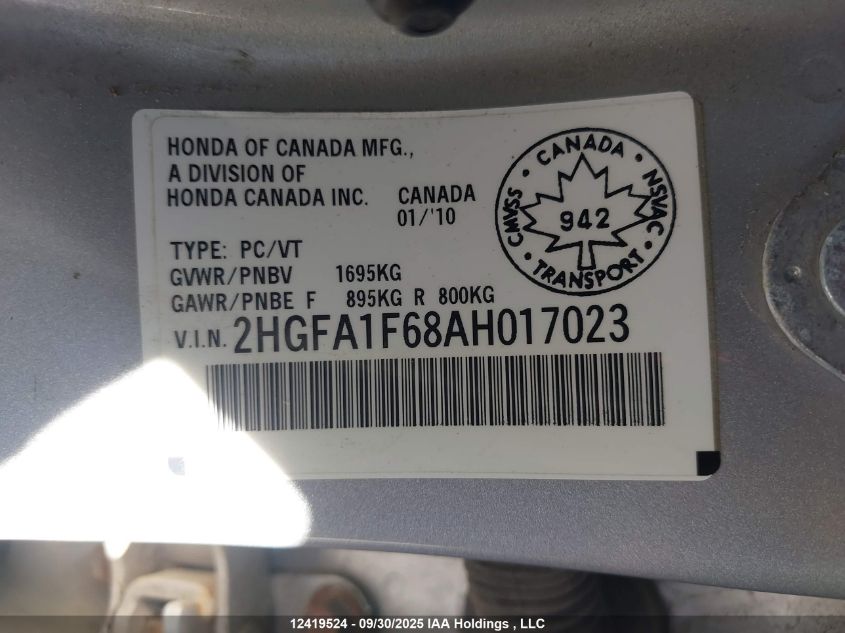 HONDA OF CANADA MFG.,
A DIVISION OF
HONDA CANADA INC. CANADA
01/'10
CANADA
CMVSS
942
NSVAC
TRANSPORT
TYPE: PC/VT
GVWR/PNBV 1695KG
GAWR/PNBE F 895KG R 800KG
V.I.N. 2HGFA1F68AH017023
12419524 - 09/30/2025 IAA Holdings , LLC